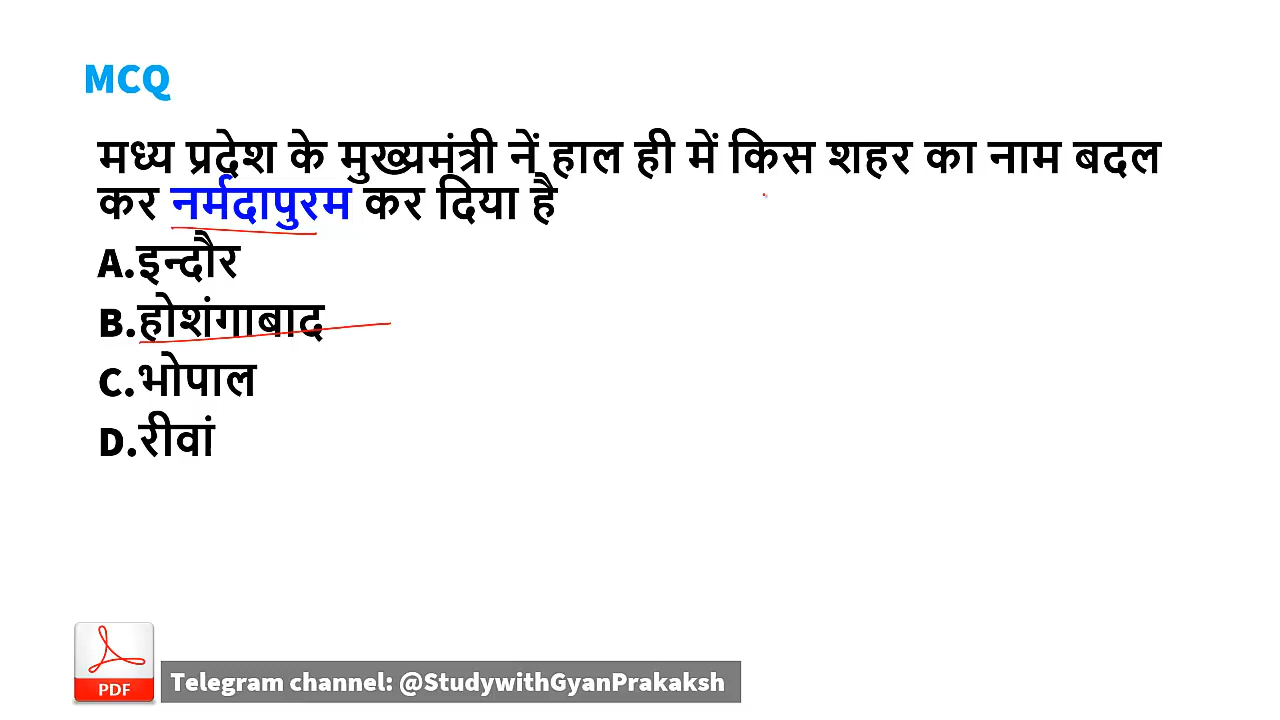 MCQ
मध्य प्रदेश के मुख्यमंत्री नें हाल ही में किस शहर का नाम बदल
कर नर्मदापुरम कर दिया है
A.इन्दौर
B.होशंगाबाद
C.भोपाल
D.रीवां
PDF
Telegram channel: @StudywithGyanPrakaksh